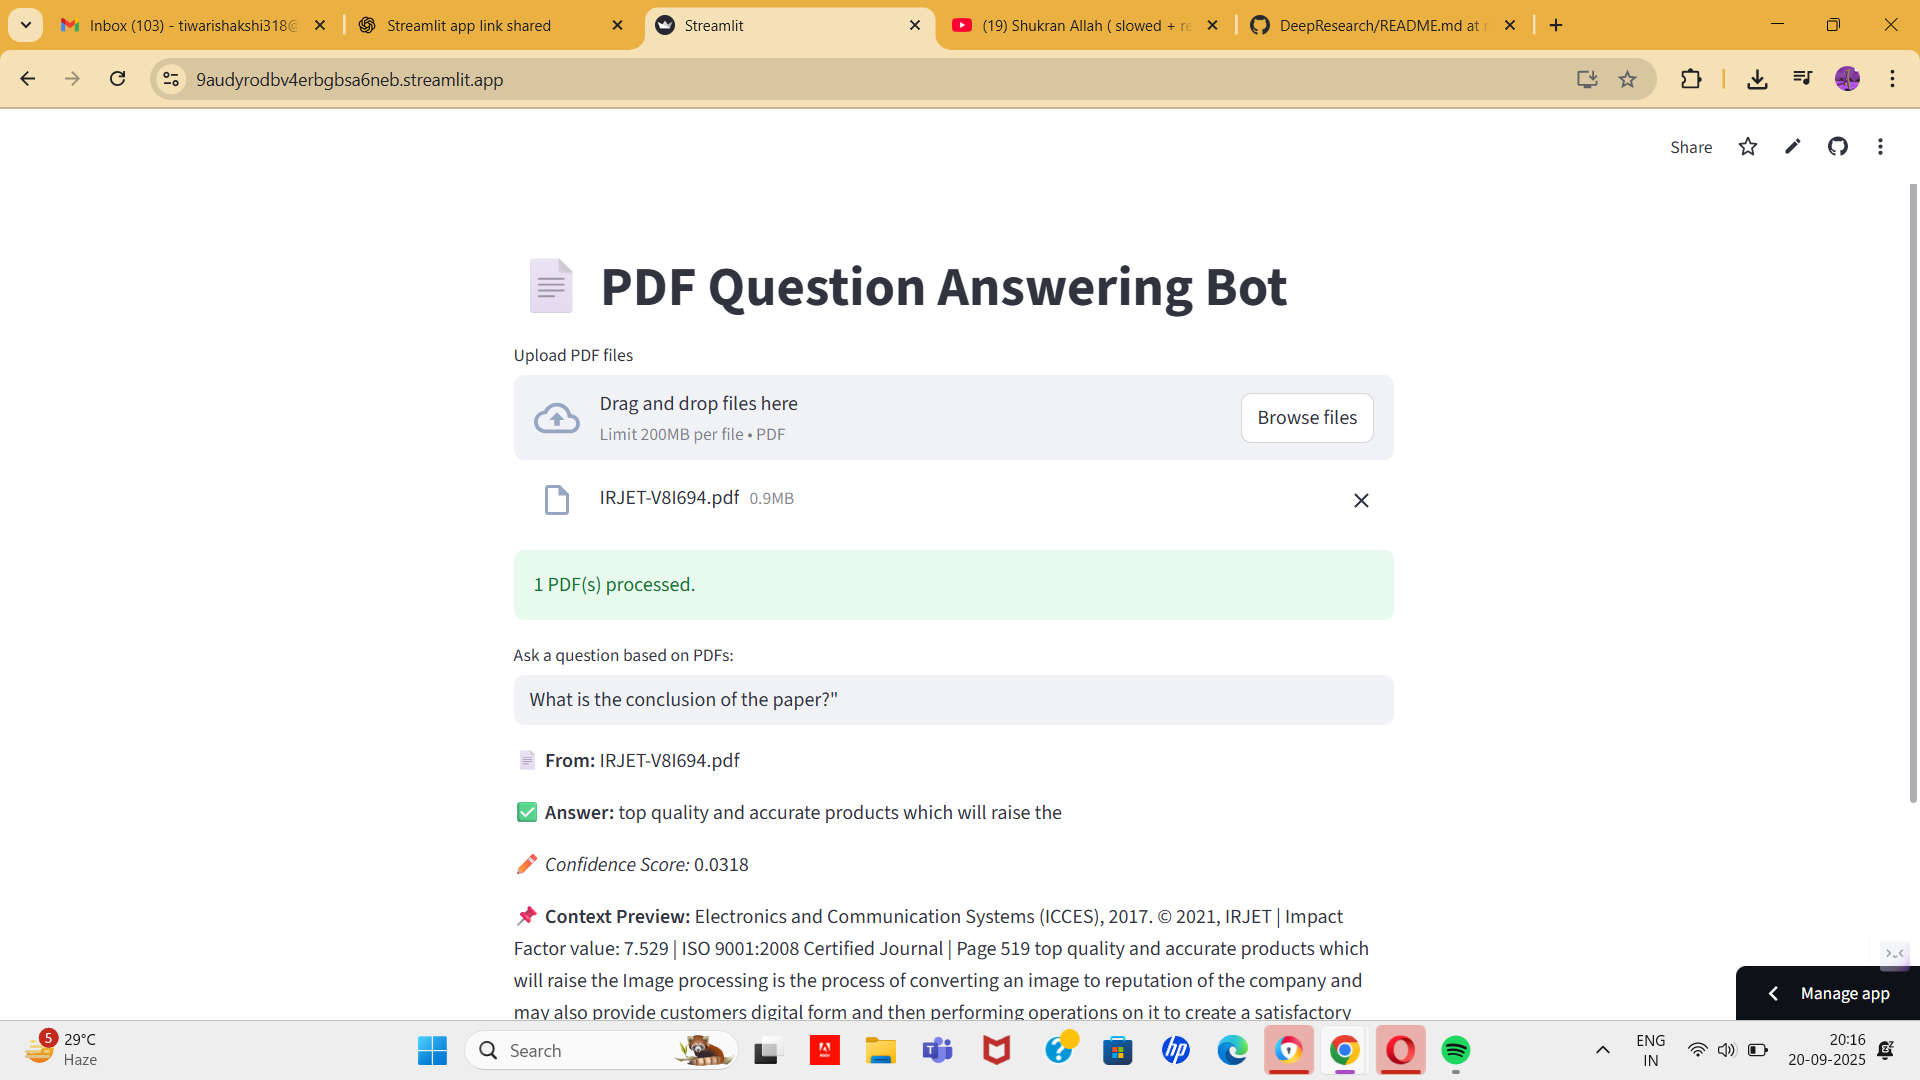 Inbox (103) - tiwarishakshi318@
Streamlit app link shared
Streamlit
(19) Shukran Allah ( slowed + re
DeepResearch/README.md at
9audyrodbv4erbgbsa6neb.streamlit.app
Share
PDF Question Answering Bot
Upload PDF files
Drag and drop files here
Limit 200MB per file • PDF
Browse files
IRJET-V8I694.pdf 0.9MB
1 PDF(s) processed.
Ask a question based on PDFs:
What is the conclusion of the paper?"
From: IRJET-V8I694.pdf
Answer: top quality and accurate products which will raise the
Confidence Score: 0.0318
Context Preview: Electronics and Communication Systems (ICCES), 2017. © 2021, IRJET | Impact
Factor value: 7.529 | ISO 9001:2008 Certified Journal | Page 519 top quality and accurate products which
will raise the Image processing is the process of converting an image to reputation of the company and
may also provide customers digital form and then performing operations on it to create a satisfactory
Manage app
5
29°C
Haze
Search
ENG
IN
20:16
20-09-2025